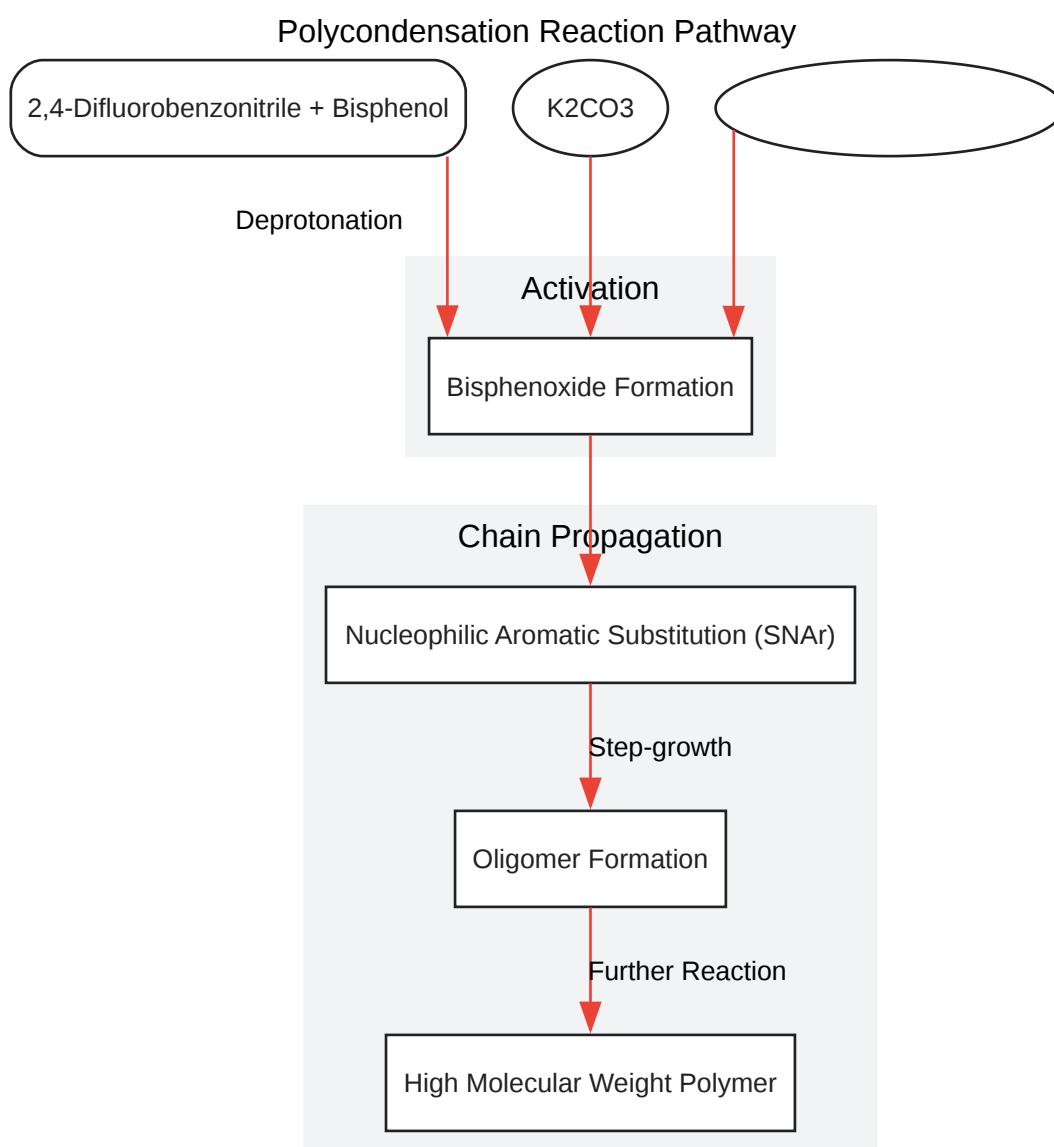 Polycondensation Reaction Pathway
2,4-Difluorobenzonitrile + Bisphenol
K2CO3
Deprotonation
Activation
Bisphenoxide Formation
Chain Propagation
Nucleophilic Aromatic Substitution (SNAr)
Step-growth
Oligomer Formation
Further Reaction
High Molecular Weight Polymer